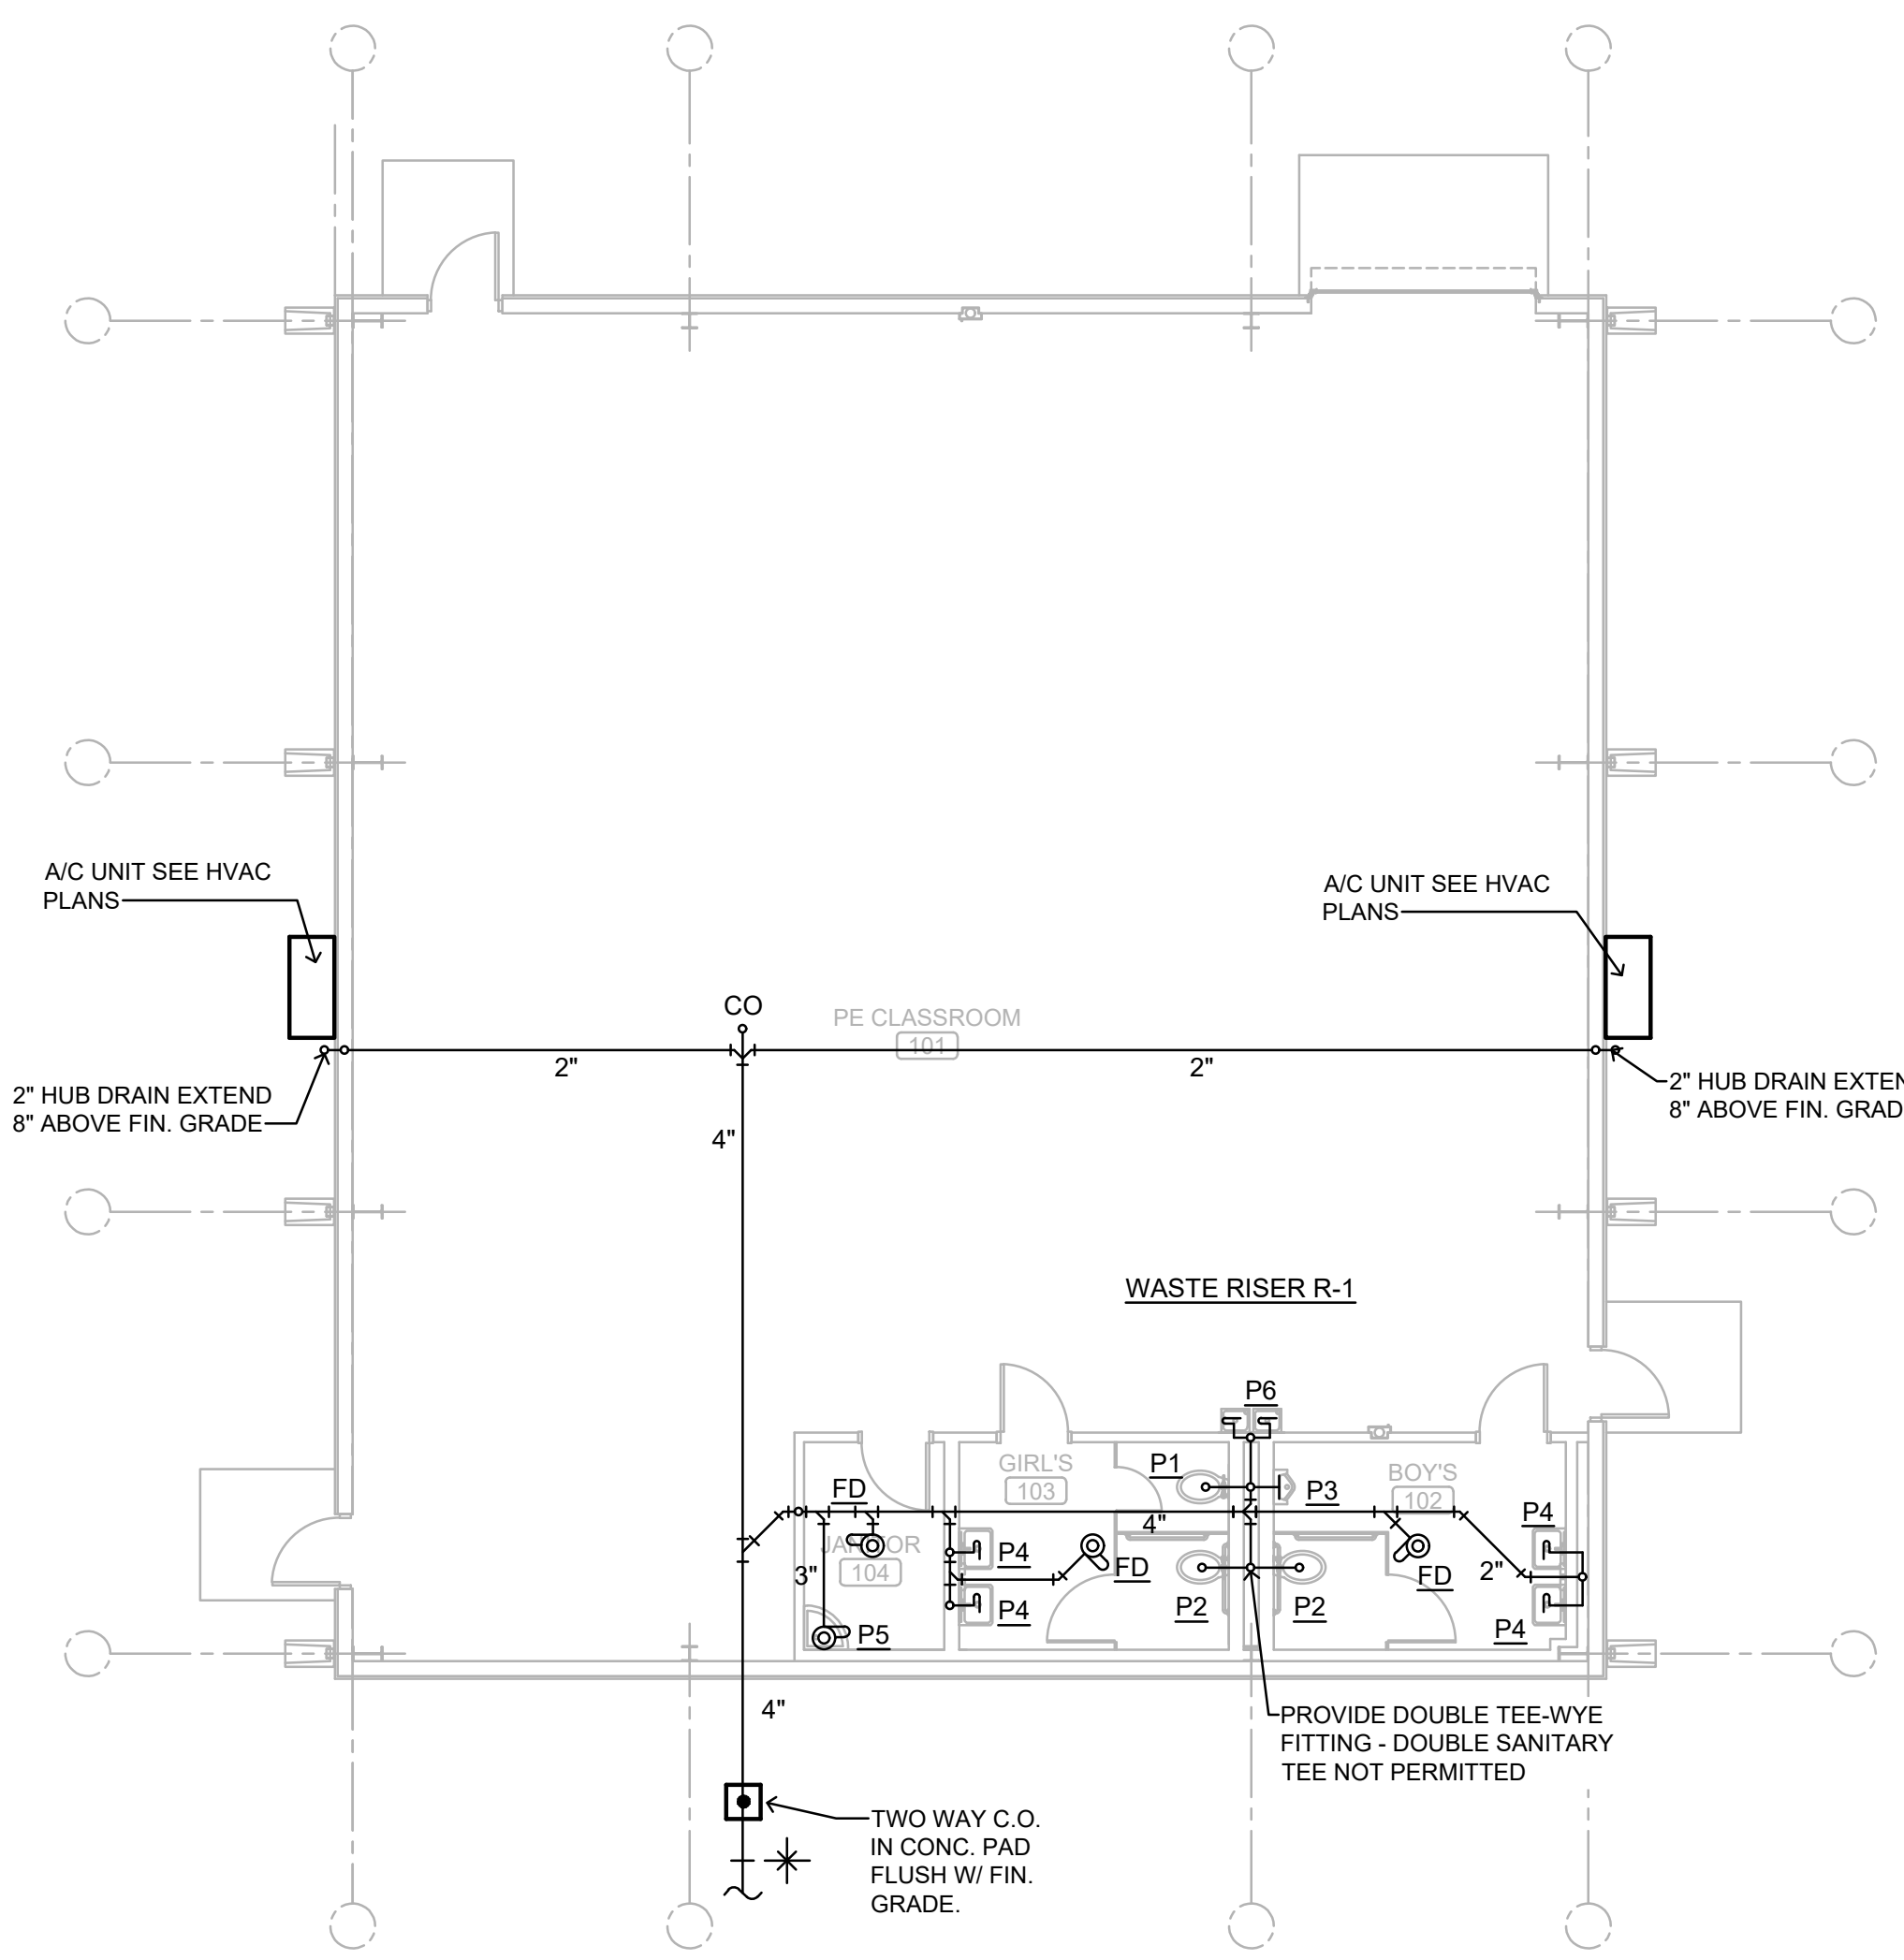 A/C UNIT SEE HVAC
PLANS
A/C UNIT SEE HVAC
PLANS
CO
PE CLASSROOM
101
2"
2"
2" HUB DRAIN EXTEND
8" ABOVE FIN. GRADE
2" HUB DRAIN EXTEN
8" ABOVE FIN. GRAD
4"
WASTE RISER R-1
P6
GIRL'S
103
P1
BOY'S
102
FD
P3
4"
P4
JANITOR
104
P4
FD
3"
FD
2"
P4
P2
P2
P5
P4
4"
PROVIDE DOUBLE TEE-WYE
FITTING - DOUBLE SANITARY
TEE NOT PERMITTED
TWO WAY C.O.
IN CONC. PAD
FLUSH W/ FIN.
GRADE.